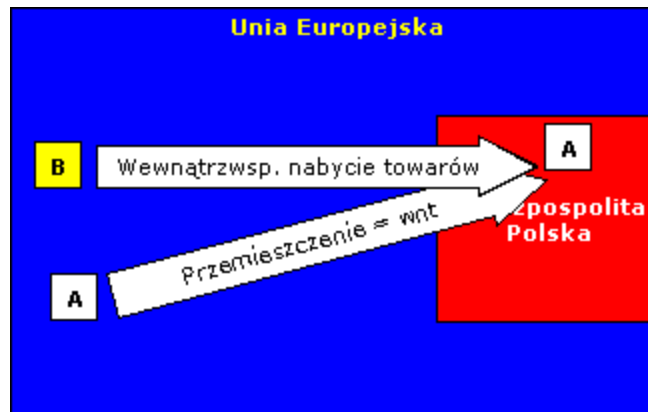 Unia Europejska
B
Wewnątrzwsp. nabycie towarów
A
zpospolita
Polska
Przemieszczenie = wnt
A